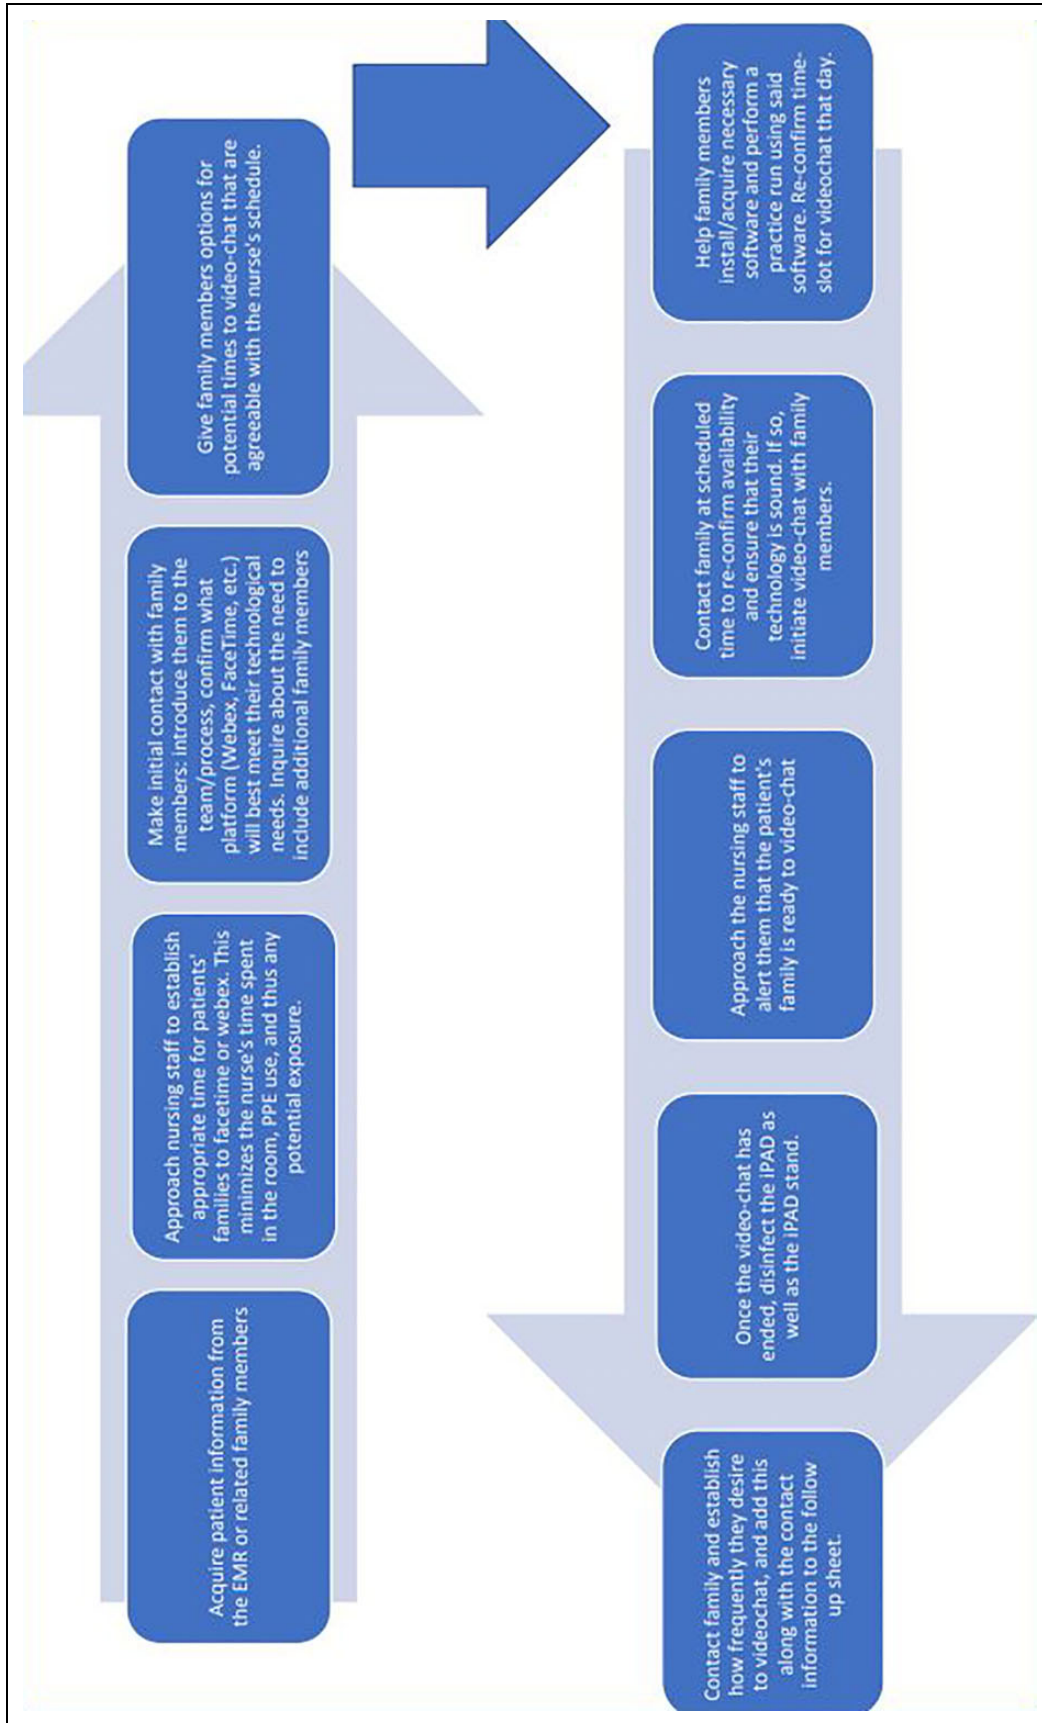 Acquire patient information from
the EMR or related family members
Approach nursing staff to establish
appropriate time for patients'
families to facetime or webex. This
minimizes the nurse's time spent
in the room, PPE use, and thus any
potential exposure.
Make initial contact with family
members: introduce them to the
team/process, confirm what
platform (Webex, FaceTime, etc.)
will best meet their technological
needs. Inquire about the need to
include additional family members
Give family members options for
potential times to video-chat that are
agreeable with the nurse's schedule.
Help family members
install/acquire necessary
software and perform a
practice run using said
software. Re-confirm time-
slot for videochat that day.
Contact family at scheduled
time to re-confirm availability
and ensure that their
technology is sound. If so,
initiate video-chat with family
members.
Approach the nursing staff to
alert them that the patient's
family is ready to video-chat
Once the video-chat has
ended, disinfect the iPAD as
well as the iPAD stand.
Contact family and establish
how frequently they desire
to videochat, and add this
along with the contact
information to the follow
up sheet.